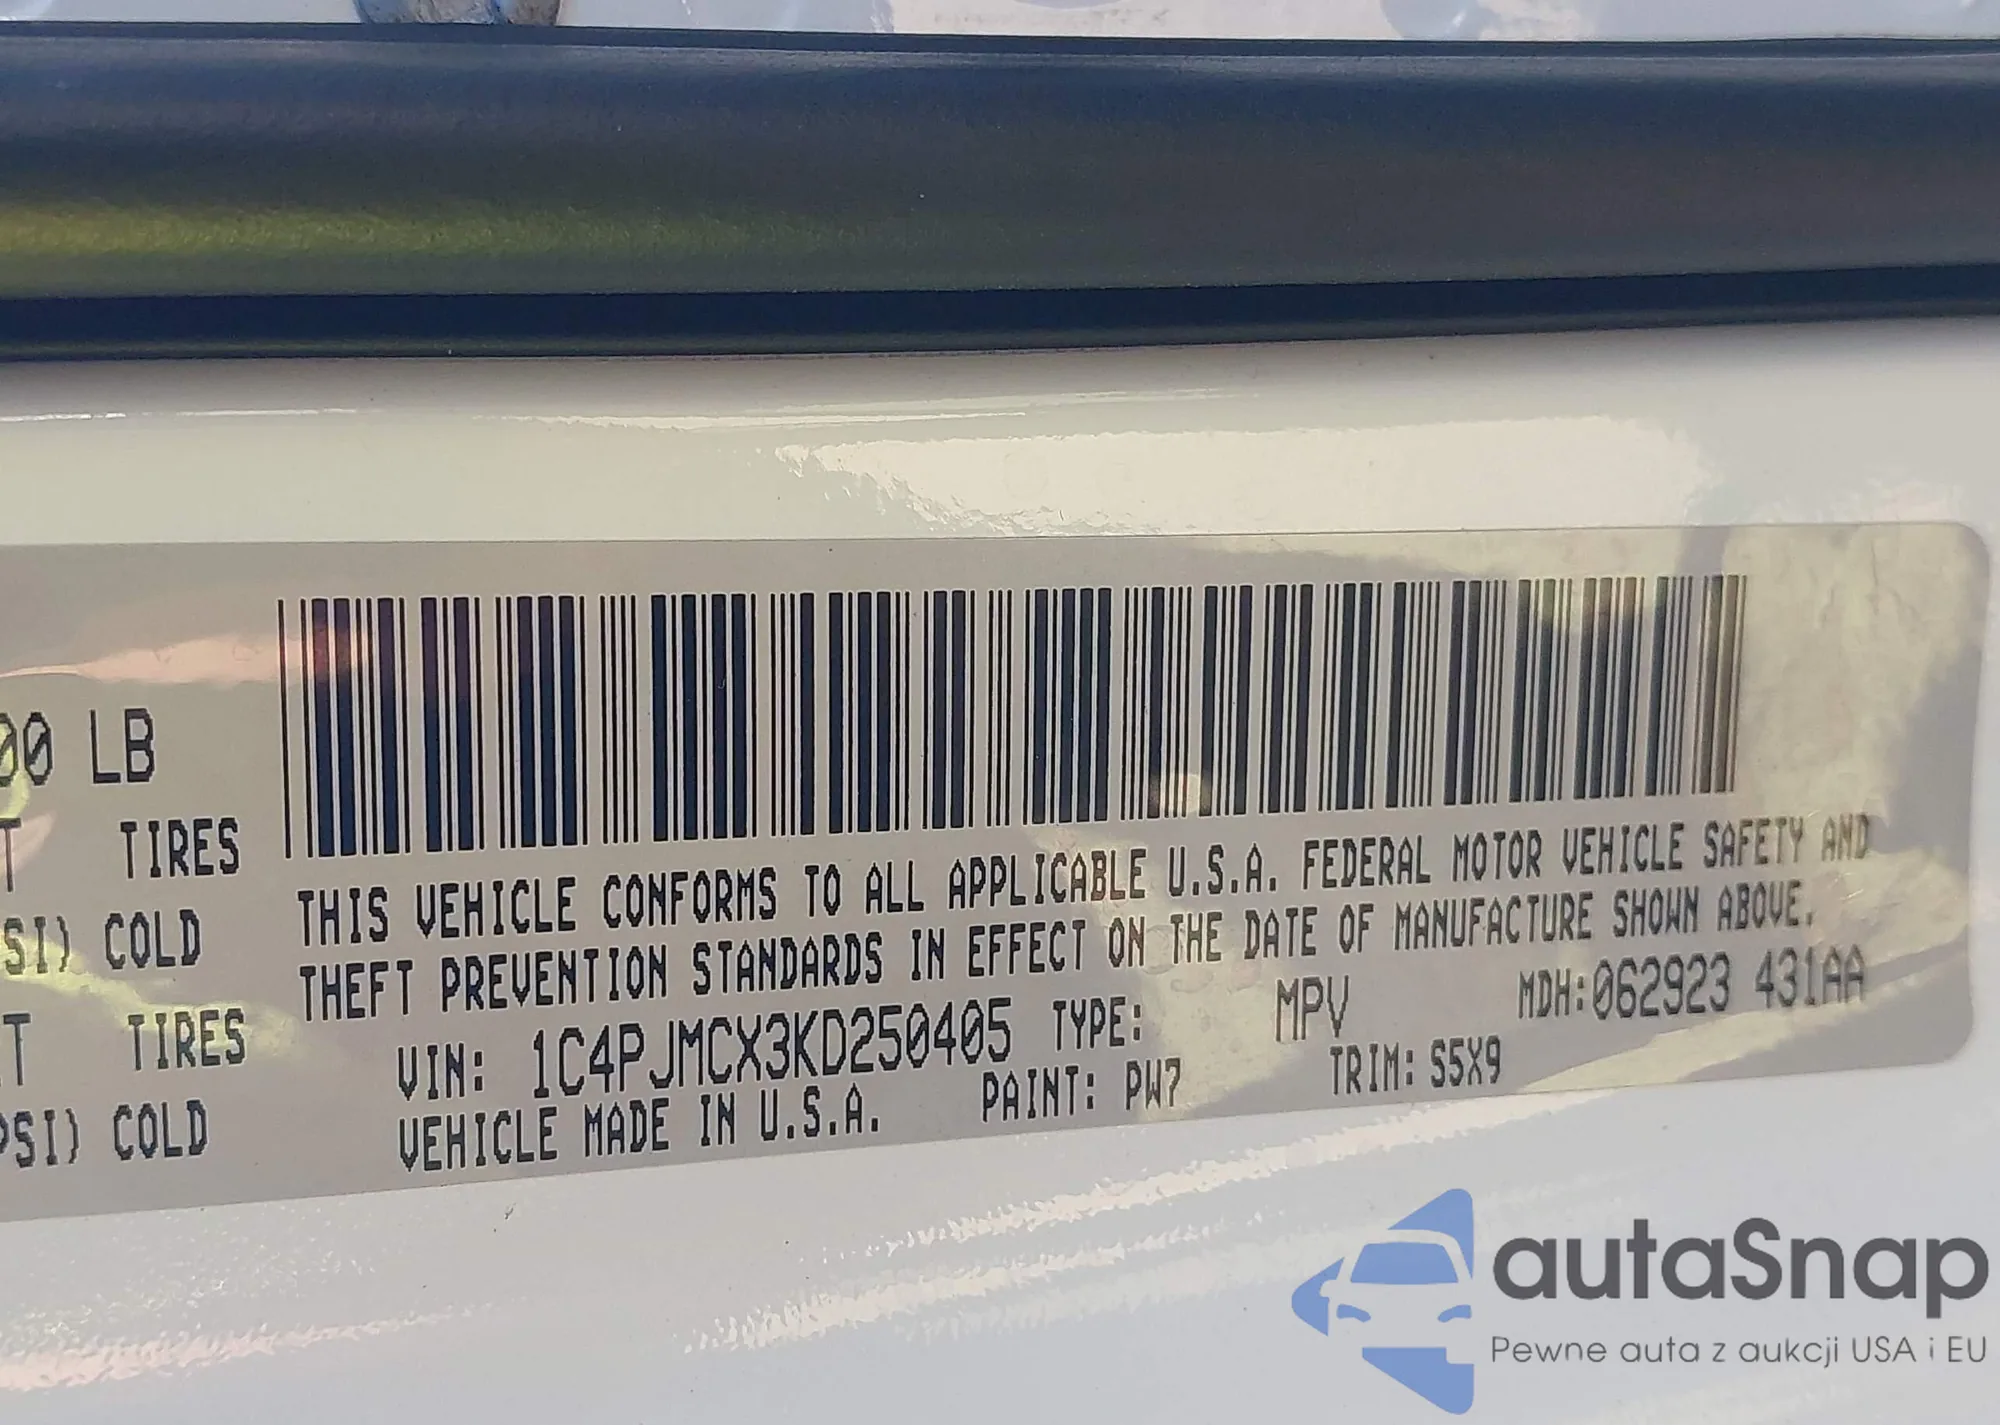 00 LB
T TIRES
SI) COLD
T TIRES
PSI) COLD
THIS VEHICLE CONFORMS TO ALL APPLICABLE U.S.A. FEDERAL MOTOR VEHICLE SAFETY AND
THEFT PREVENTION STANDARDS IN EFFECT ON THE DATE OF MANUFACTURE SHOWN ABOVE.
VIN: 1C4PJMCX3KD250405 TYPE: MPV MDH:062923 431AA
VEHICLE MADE IN U.S.A. PAINT: PW7 TRIM: S5X9
autaSnap
Pewne auta z aukcji USA i EU